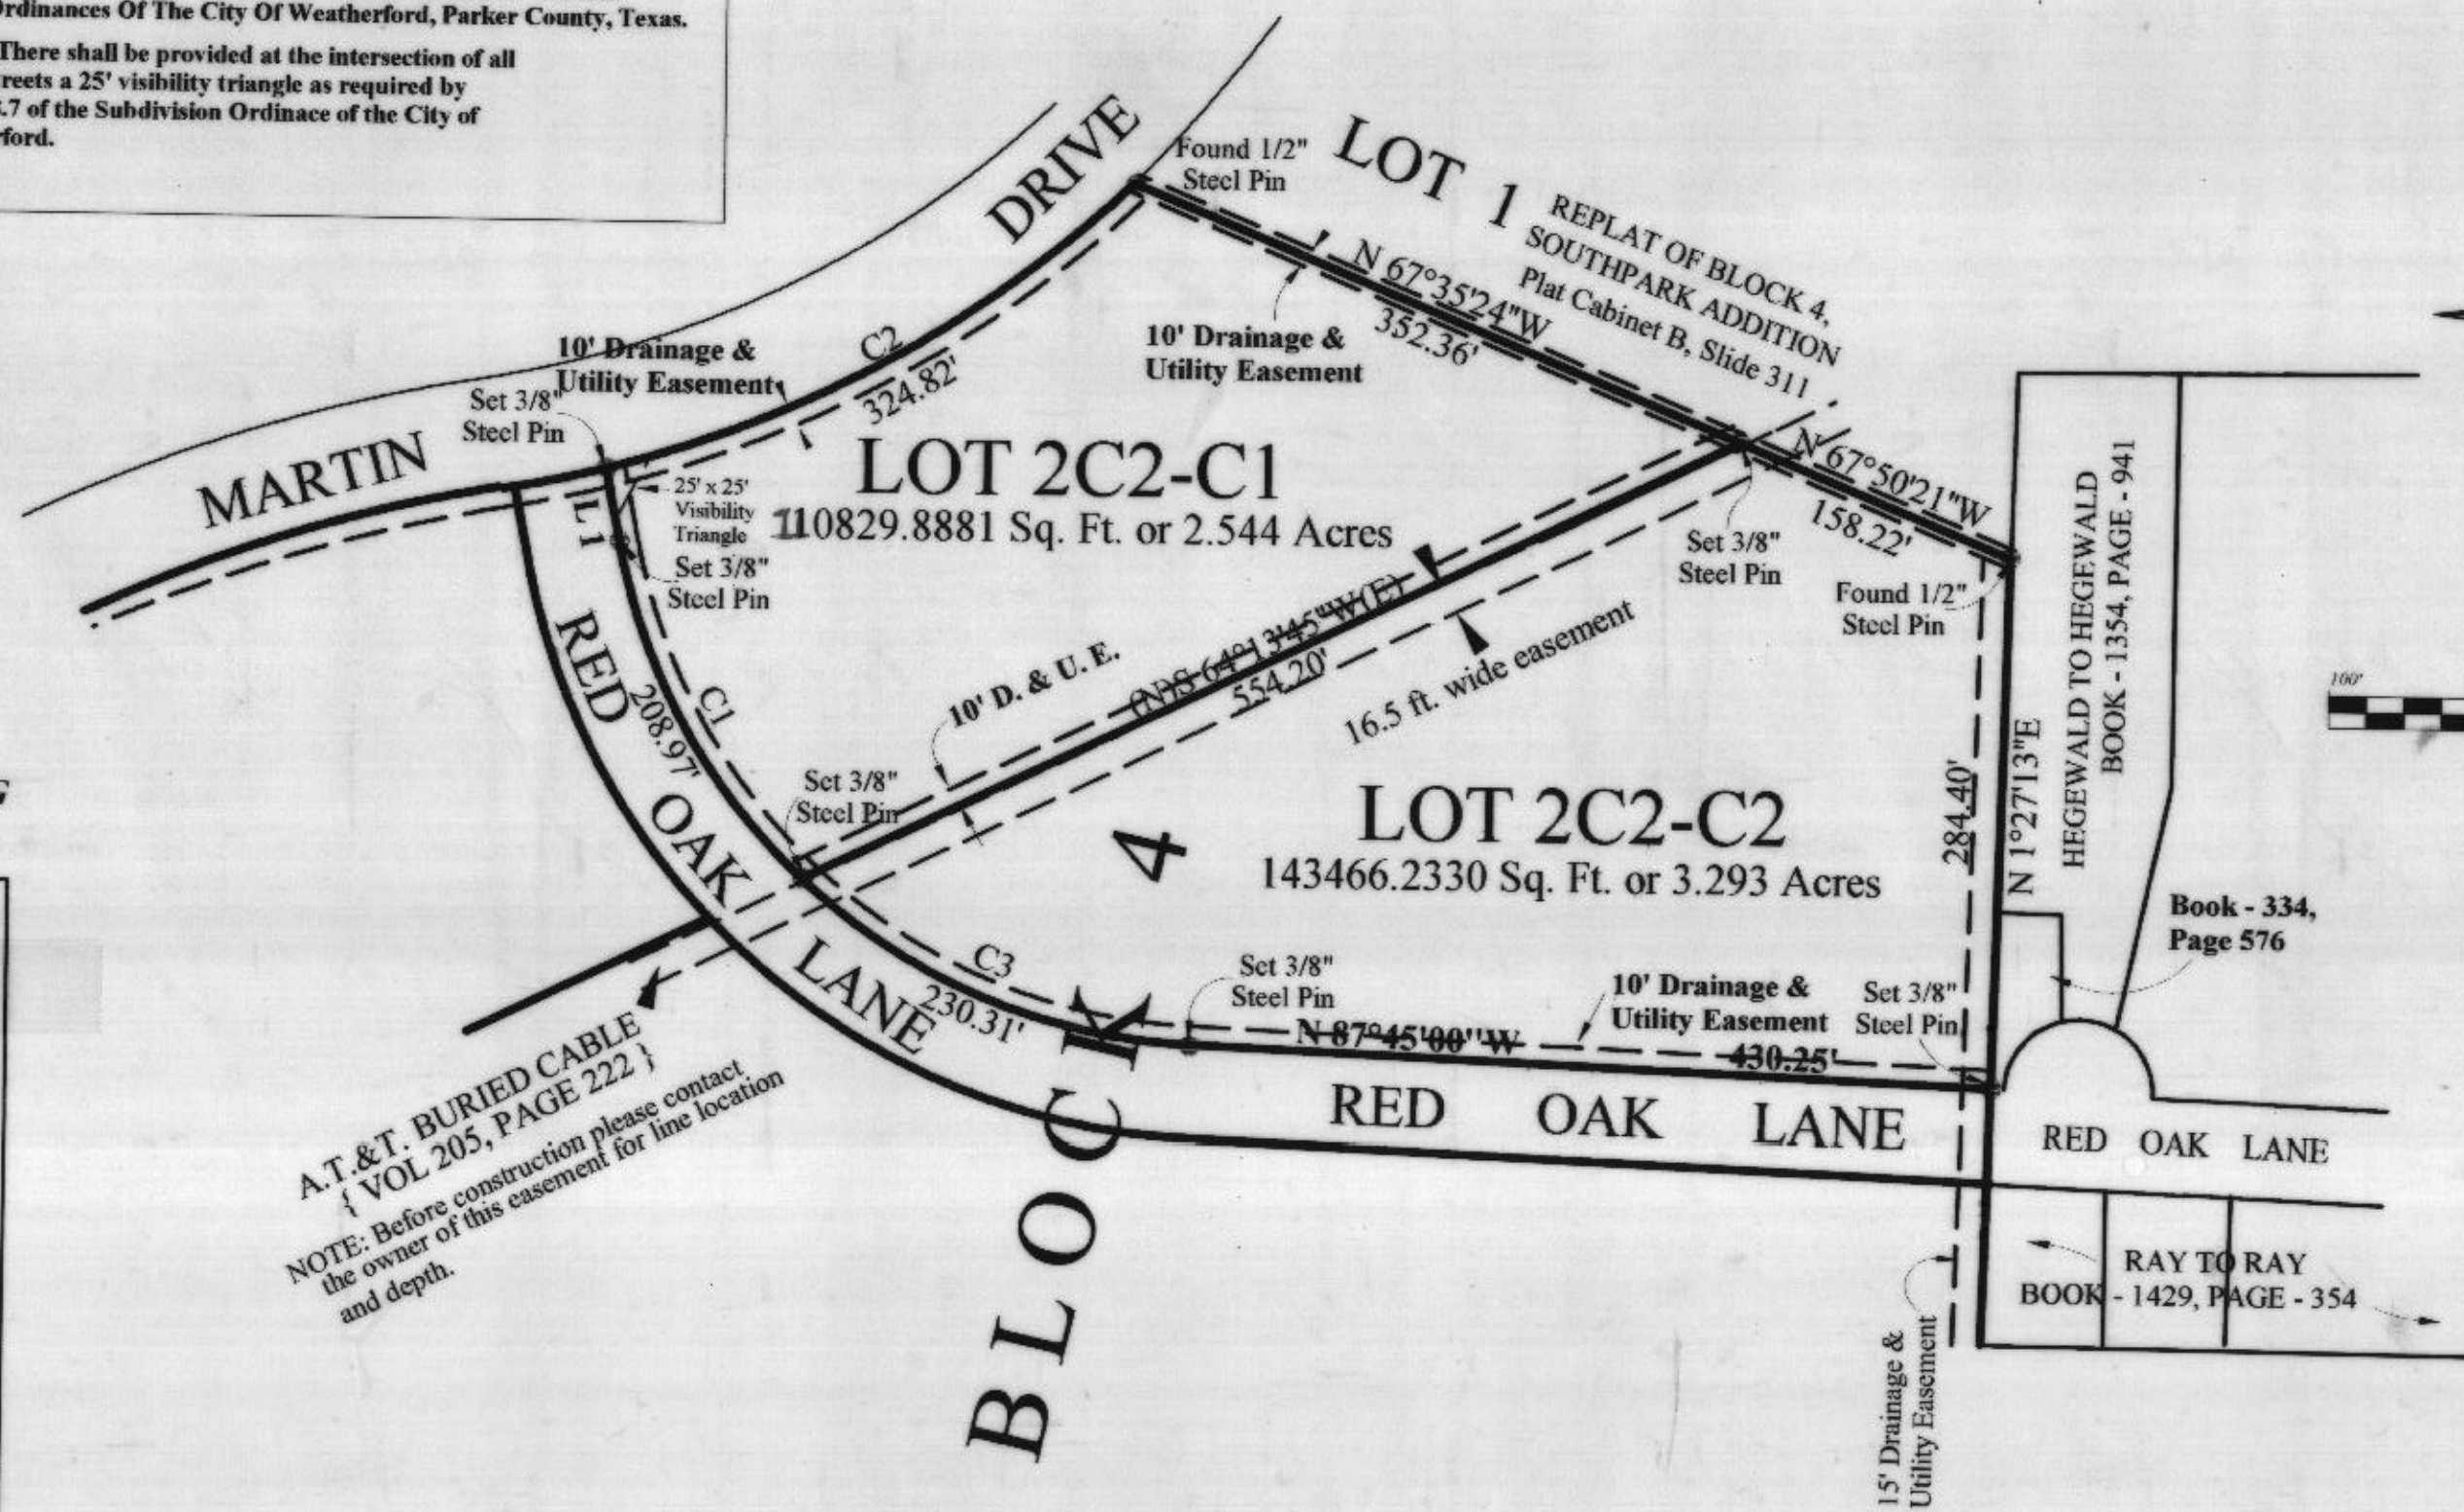 Ordinances Of The City Of Weatherford, Parker County, Texas.
There shall be provided at the intersection of all
reets a 25' visibility triangle as required by
.7 of the Subdivision Ordinace of the City of
rford.
MARTIN DRIVE
Found 1/2"
Steel Pin
LOT 1
REPLAT OF BLOCK 4,
SOUTHPARK ADDITION
Plat Cabinet B, Slide 311
N 67°35'24"W
352.36'
10' Drainage &
Utility Easement
10' Drainage &
Utility Easement
C2
324.82'
Set 3/8"
Steel Pin
N 67°50'21"W
158.22'
LOT 2C2-C1
110829.8881 Sq. Ft. or 2.544 Acres
25' x 25'
Visibility
Triangle
L1
Set 3/8"
Steel Pin
Set 3/8"
Steel Pin
Found 1/2"
Steel Pin
HEGEWALD TO HEGEWALD
BOOK - 1354, PAGE - 941
(N)S 64°13'45"W(E)
554.20'
10' D. & U. E.
16.5 ft. wide easement
100'
RED OAK LANE
C1
208.97'
Set 3/8"
Steel Pin
LOT 2C2-C2
143466.2330 Sq. Ft. or 3.293 Acres
284.40'
N 1°27'13"E
Book - 334,
Page 576
C3
230.31'
Set 3/8"
Steel Pin
10' Drainage &
Utility Easement
Set 3/8"
Steel Pin
N 87°45'00"W
430.25'
BLOCK 4
RED OAK LANE
RED OAK LANE
A.T.&T. BURIED CABLE
{ VOL 205, PAGE 222 }
NOTE: Before construction please contact
the owner of this easement for line location
and depth.
RAY TO RAY
BOOK - 1429, PAGE - 354
15' Drainage &
Utility Easement